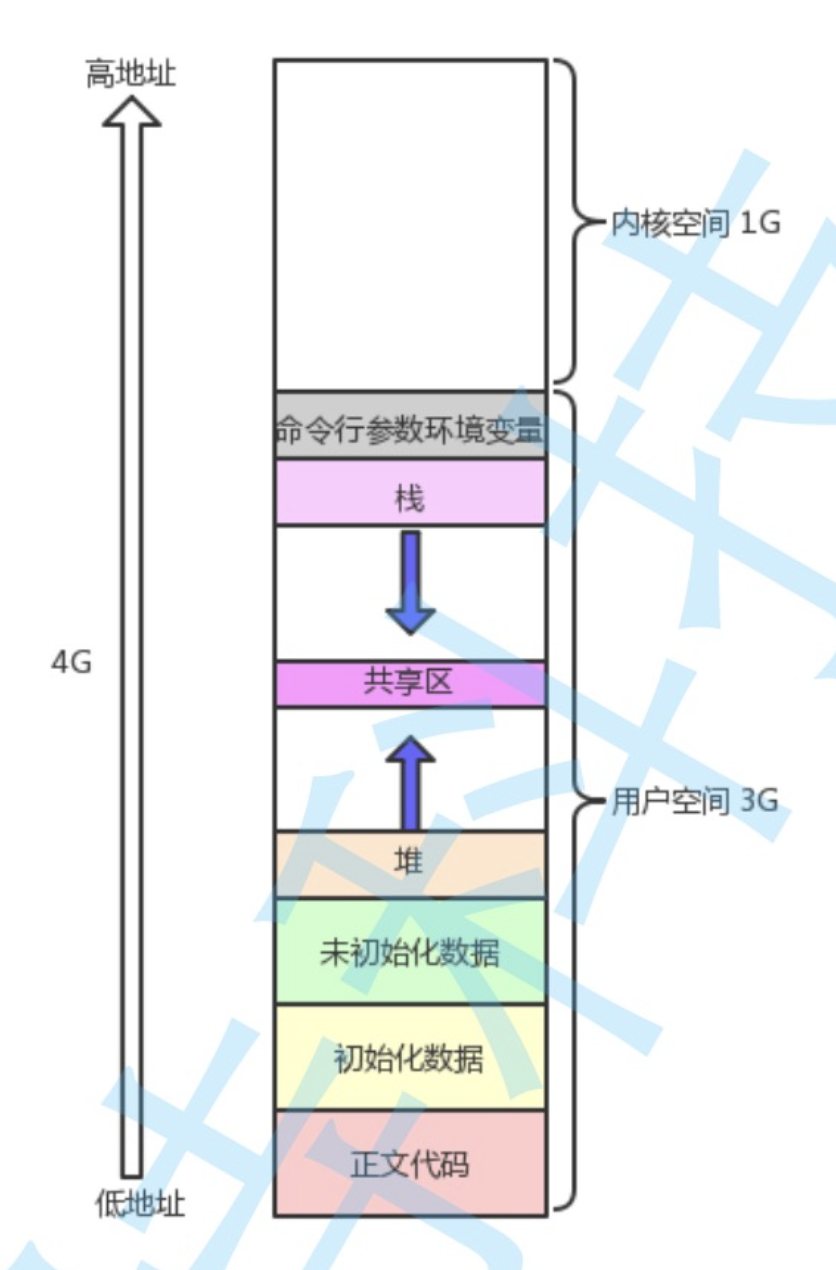 高地址
内核空间 1G
命令行参数环境变量
栈
4G
共享区
用户空间 3G
堆
未初始化数据
初始化数据
正文代码
低地址